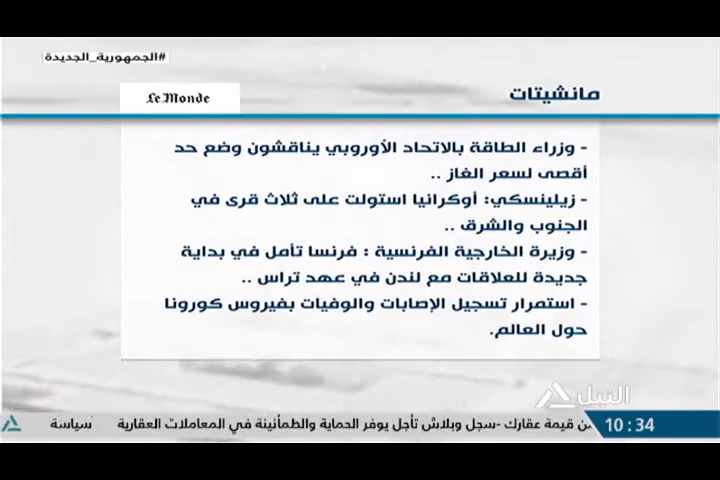 #الجمهورية_الجديدة
مانشيتات
Le Monde
- وزراء الطاقة بالاتحاد الأوروبي يناقشون وضع حد
أقصى لسعر الغاز ..
- زيلينسكي: أوكرانيا استولت على ثلاث قرى في
الجنوب والشرق ..
- وزيرة الخارجية الفرنسية : فرنسا تأمل في بداية
جديدة للعلاقات مع لندن في عهد تراس ..
- استمرار تسجيل الإصابات والوفيات بفيروس كورونا
حول العالم.
النيل
من قيمة عقارك -سجل وبلاش تأجل يوفر الحماية والطمأنينة في المعاملات العقارية سياسة
10 : 34